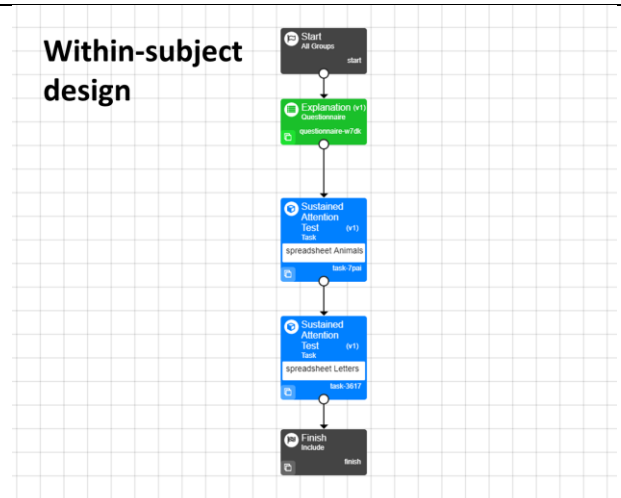 Within-subject
design
Start
All Groups
start
Explanation (v1)
Questionnaire
questionnaire-w7dk
Sustained
Attention
Test (v1)
Task
spreadsheet Animals
task-7pai
Sustained
Attention
Test (v1)
Task
spreadsheet Letters
task-3617
Finish
Include
finish